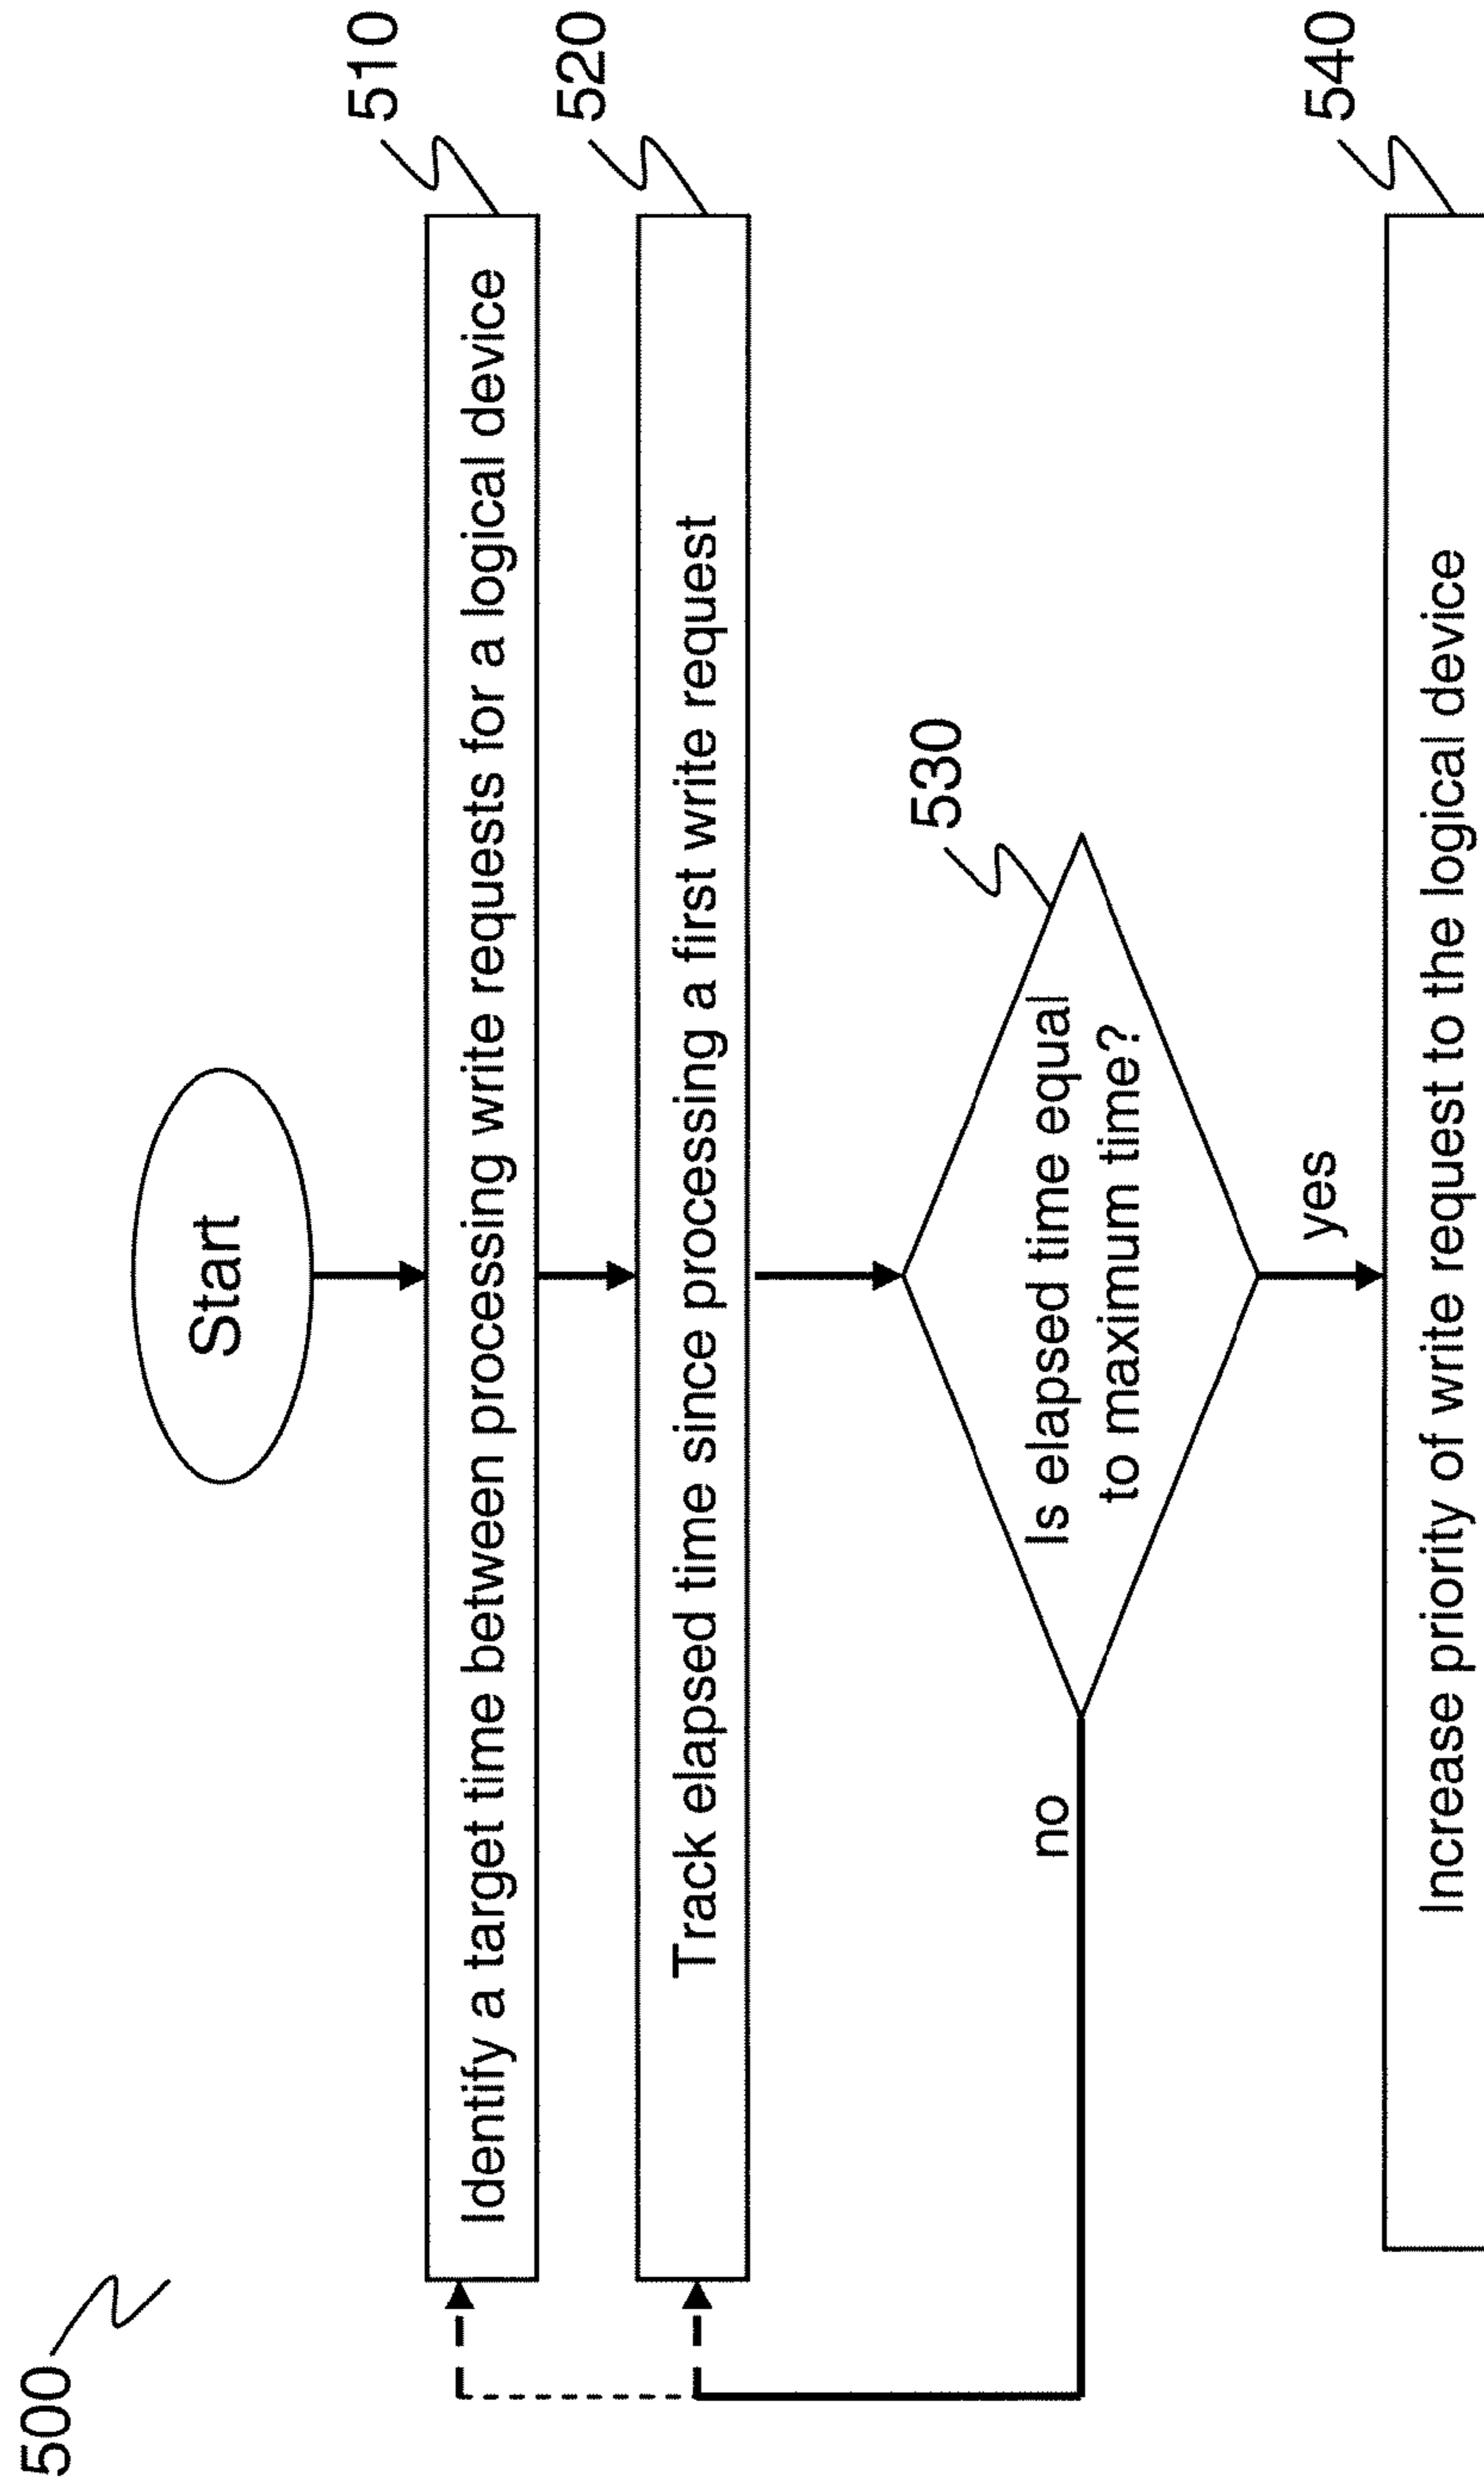 500
Start
510
Identify a target time between processing write requests for a logical device
520
Track elapsed time since processing a first write request
530
Is elapsed time equal
to maximum time?
no
yes
540
Increase priority of write request to the logical device